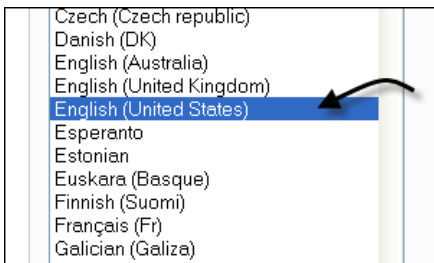 Czech (Czech republic)
Danish (DK)
English (Australia)
English (United Kingdom)
English (United States)
Esperanto
Estonian
Euskara (Basque)
Finnish (Suomi)
Français (Fr)
Galician (Galiza)